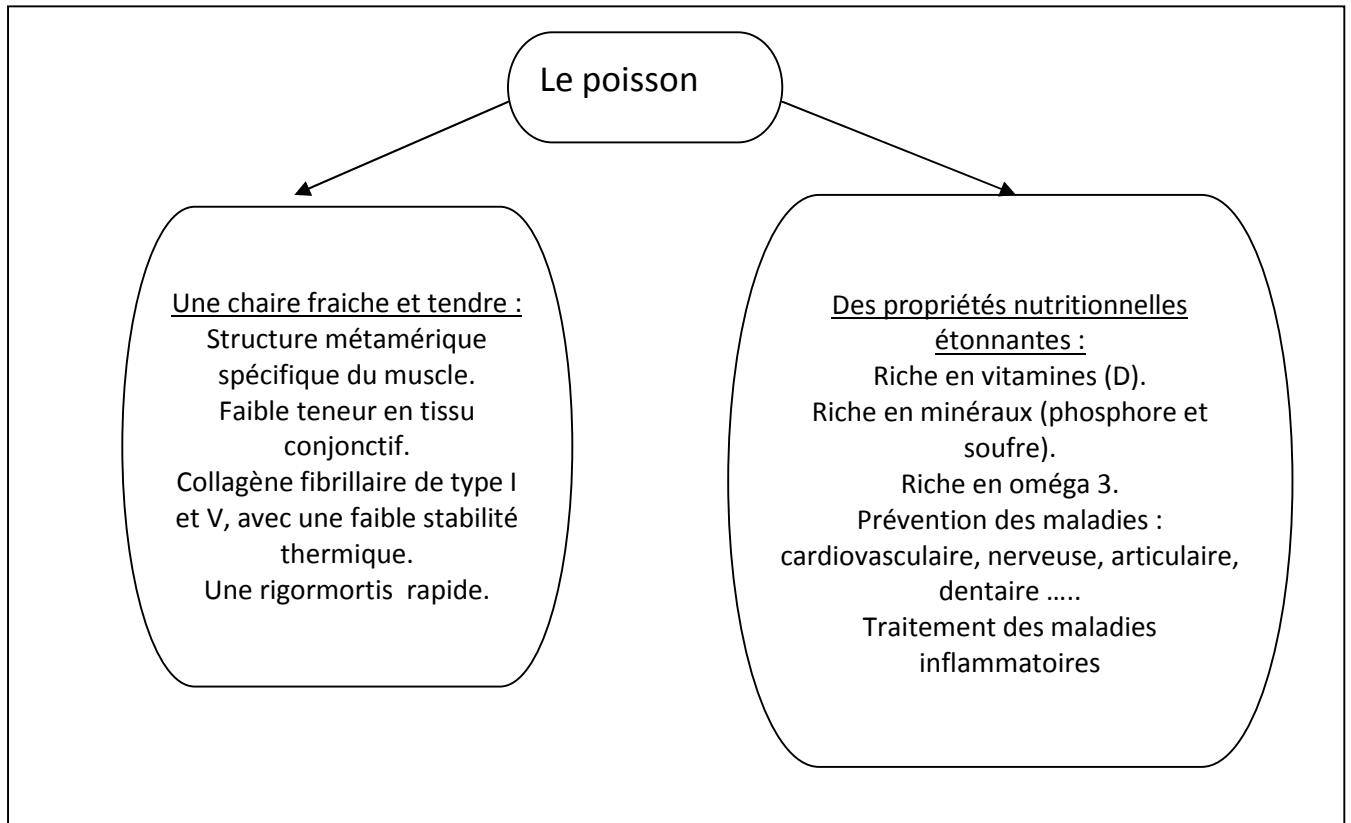 Le poisson
Une chaire fraiche et tendre :
Structure métamérique
spécifique du muscle.
Faible teneur en tissu
conjonctif.
Collagène fibrillaire de type I
et V, avec une faible stabilité
thermique.
Une rigormortis rapide.
Des propriétés nutritionnelles
étonnantes :
Riche en vitamines (D).
Riche en minéraux (phosphore et
soufre).
Riche en oméga 3.
Prévention des maladies :
cardiovasculaire, nerveuse, articulaire,
dentaire …..
Traitement des maladies
inflammatoires